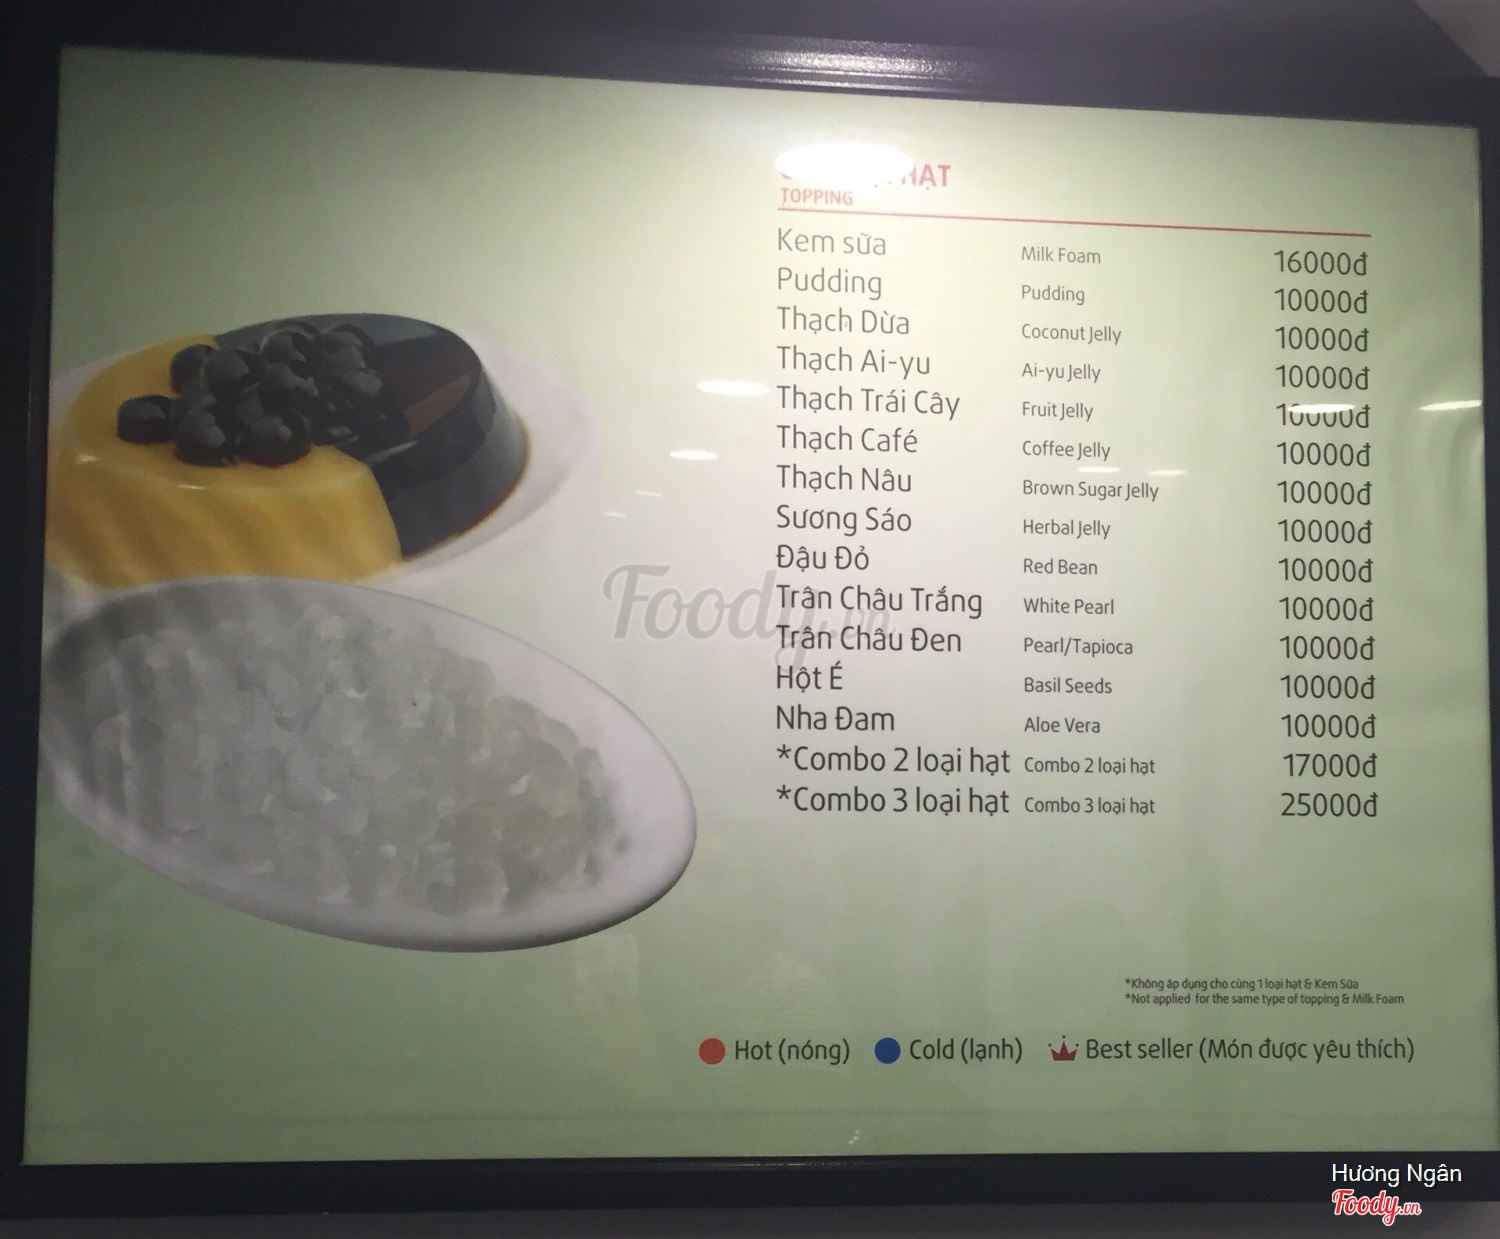 HẠT
TOPPING
Kem sữa Milk Foam 16000đ
Pudding Pudding 10000đ
Thạch Dừa Coconut Jelly 10000đ
Thạch Ai-yu Ai-yu Jelly 10000đ
Thạch Trái Cây Fruit Jelly 10000đ
Thạch Café Coffee Jelly 10000đ
Thạch Nâu Brown Sugar Jelly 10000đ
Sương Sáo Herbal Jelly 10000đ
Đậu Đỏ Red Bean 10000đ
Trân Châu Trắng White Pearl 10000đ
Trân Châu Đen Pearl/Tapioca 10000đ
Hột É Basil Seeds 10000đ
Nha Đam Aloe Vera 10000đ
*Combo 2 loại hạt Combo 2 loại hạt 17000đ
*Combo 3 loại hạt Combo 3 loại hạt 25000đ
Foody.vn
*Không áp dụng cho cùng 1 loại hạt & Kem Sữa
*Not applied for the same type of topping & Milk Foam
Hot (nóng) Cold (lạnh) Best seller (Món được yêu thích)
Hương Ngân
Foody.vn